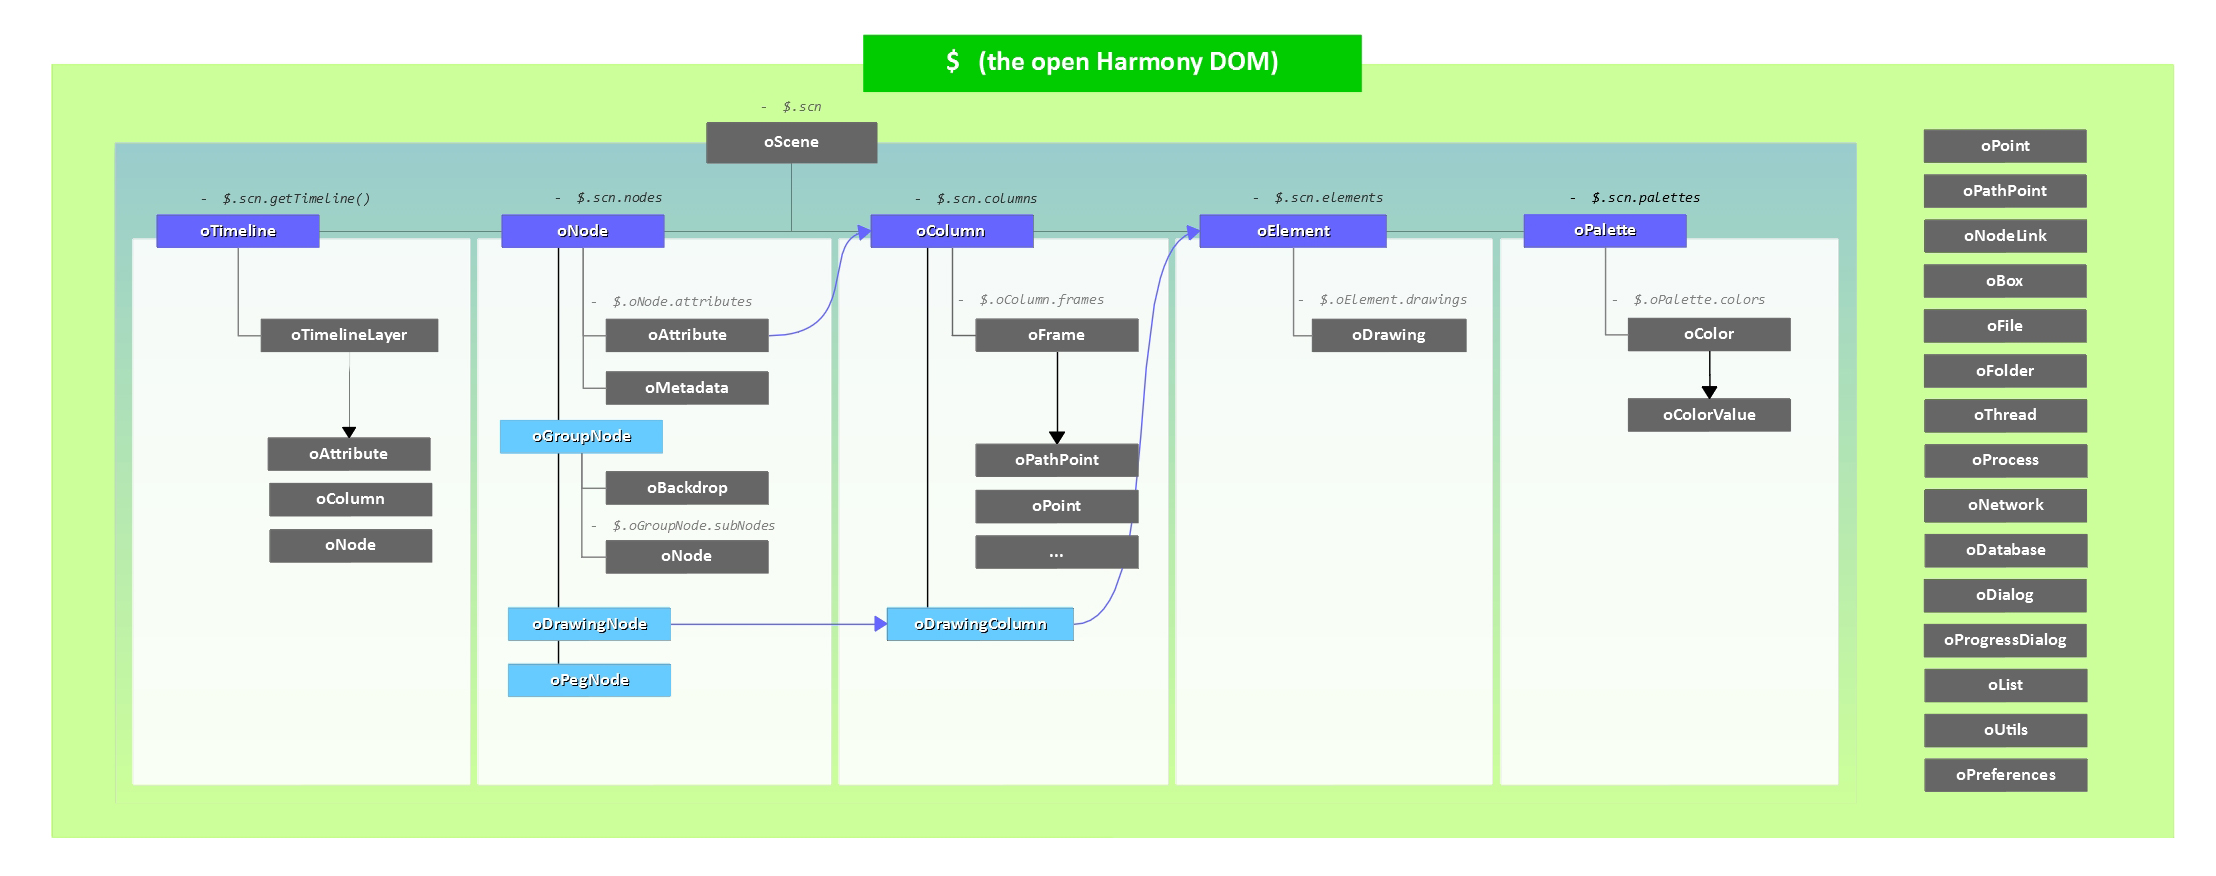 $ (the open Harmony DOM)
- $.scn
oScene
- $.scn.getTimeline()
oTimeline
oTimelineLayer
oAttribute
oColumn
oNode
- $.scn.nodes
oNode
- $.oNode.attributes
oAttribute
oMetadata
oGroupNode
oBackdrop
- $.oGroupNode.subNodes
oNode
oDrawingNode
oPegNode
- $.scn.columns
oColumn
- $.oColumn.frames
oFrame
oPathPoint
oPoint
...
oDrawingColumn
- $.scn.elements
oElement
- $.oElement.drawings
oDrawing
- $.scn.palettes
oPalette
- $.oPalette.colors
oColor
oColorValue
oPoint
oPathPoint
oNodeLink
oBox
oFile
oFolder
oThread
oProcess
oNetwork
oDatabase
oDialog
oProgressDialog
oList
oUtils
oPreferences